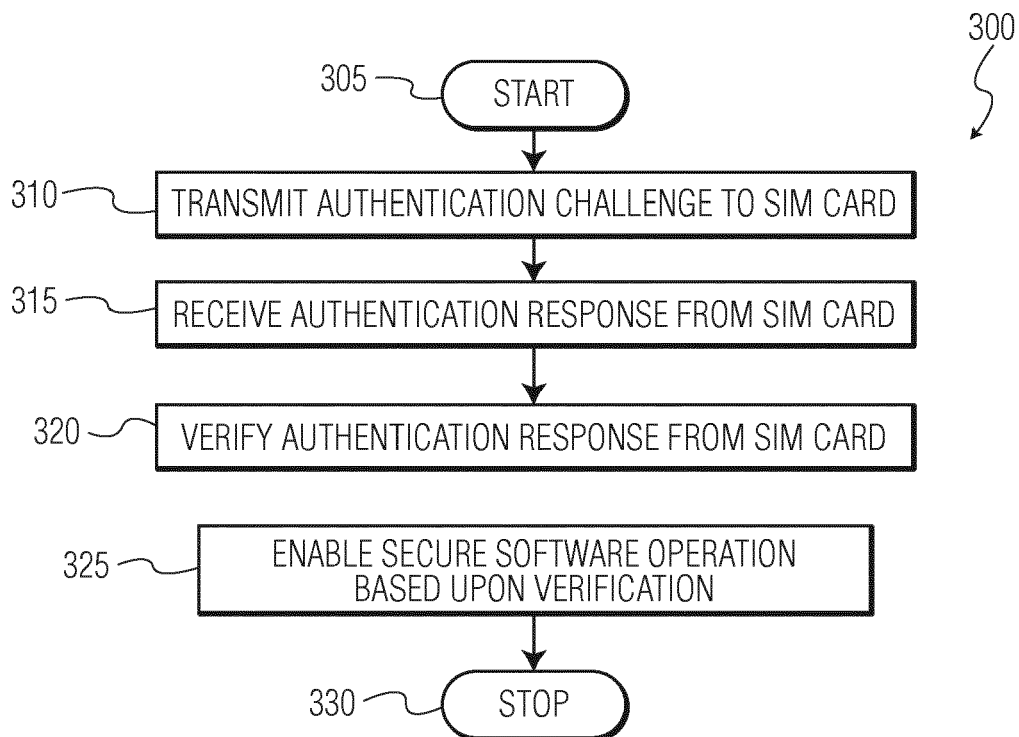 300
305
START
310
TRANSMIT AUTHENTICATION CHALLENGE TO SIM CARD
315
RECEIVE AUTHENTICATION RESPONSE FROM SIM CARD
320
VERIFY AUTHENTICATION RESPONSE FROM SIM CARD
325
ENABLE SECURE SOFTWARE OPERATION
BASED UPON VERIFICATION
330
STOP